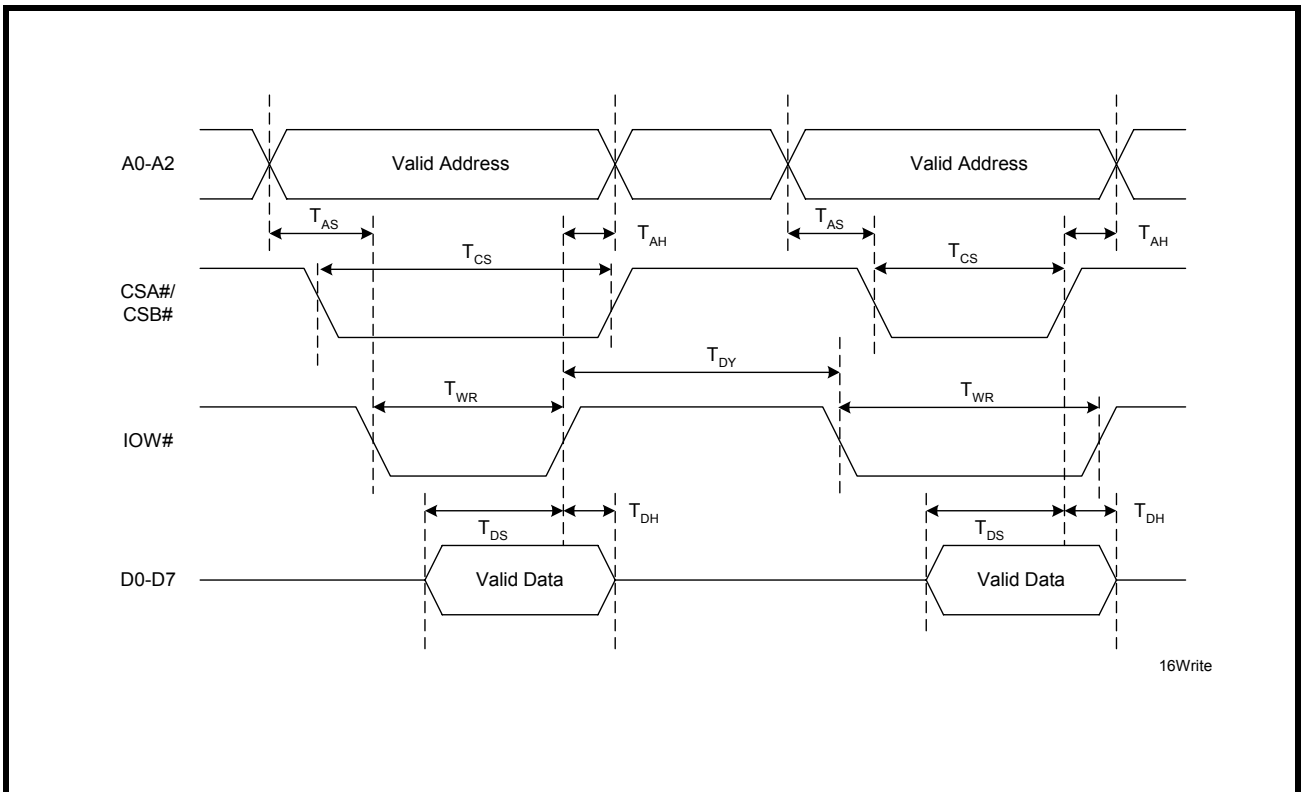 A0-A2
Valid Address
Valid Address
TAS
TAH
TAS
TAH
TCS
TCS
CSA#/
CSB#
TDY
TWR
TWR
IOW#
TDH
TDH
TDS
TDS
D0-D7
Valid Data
Valid Data
16Write